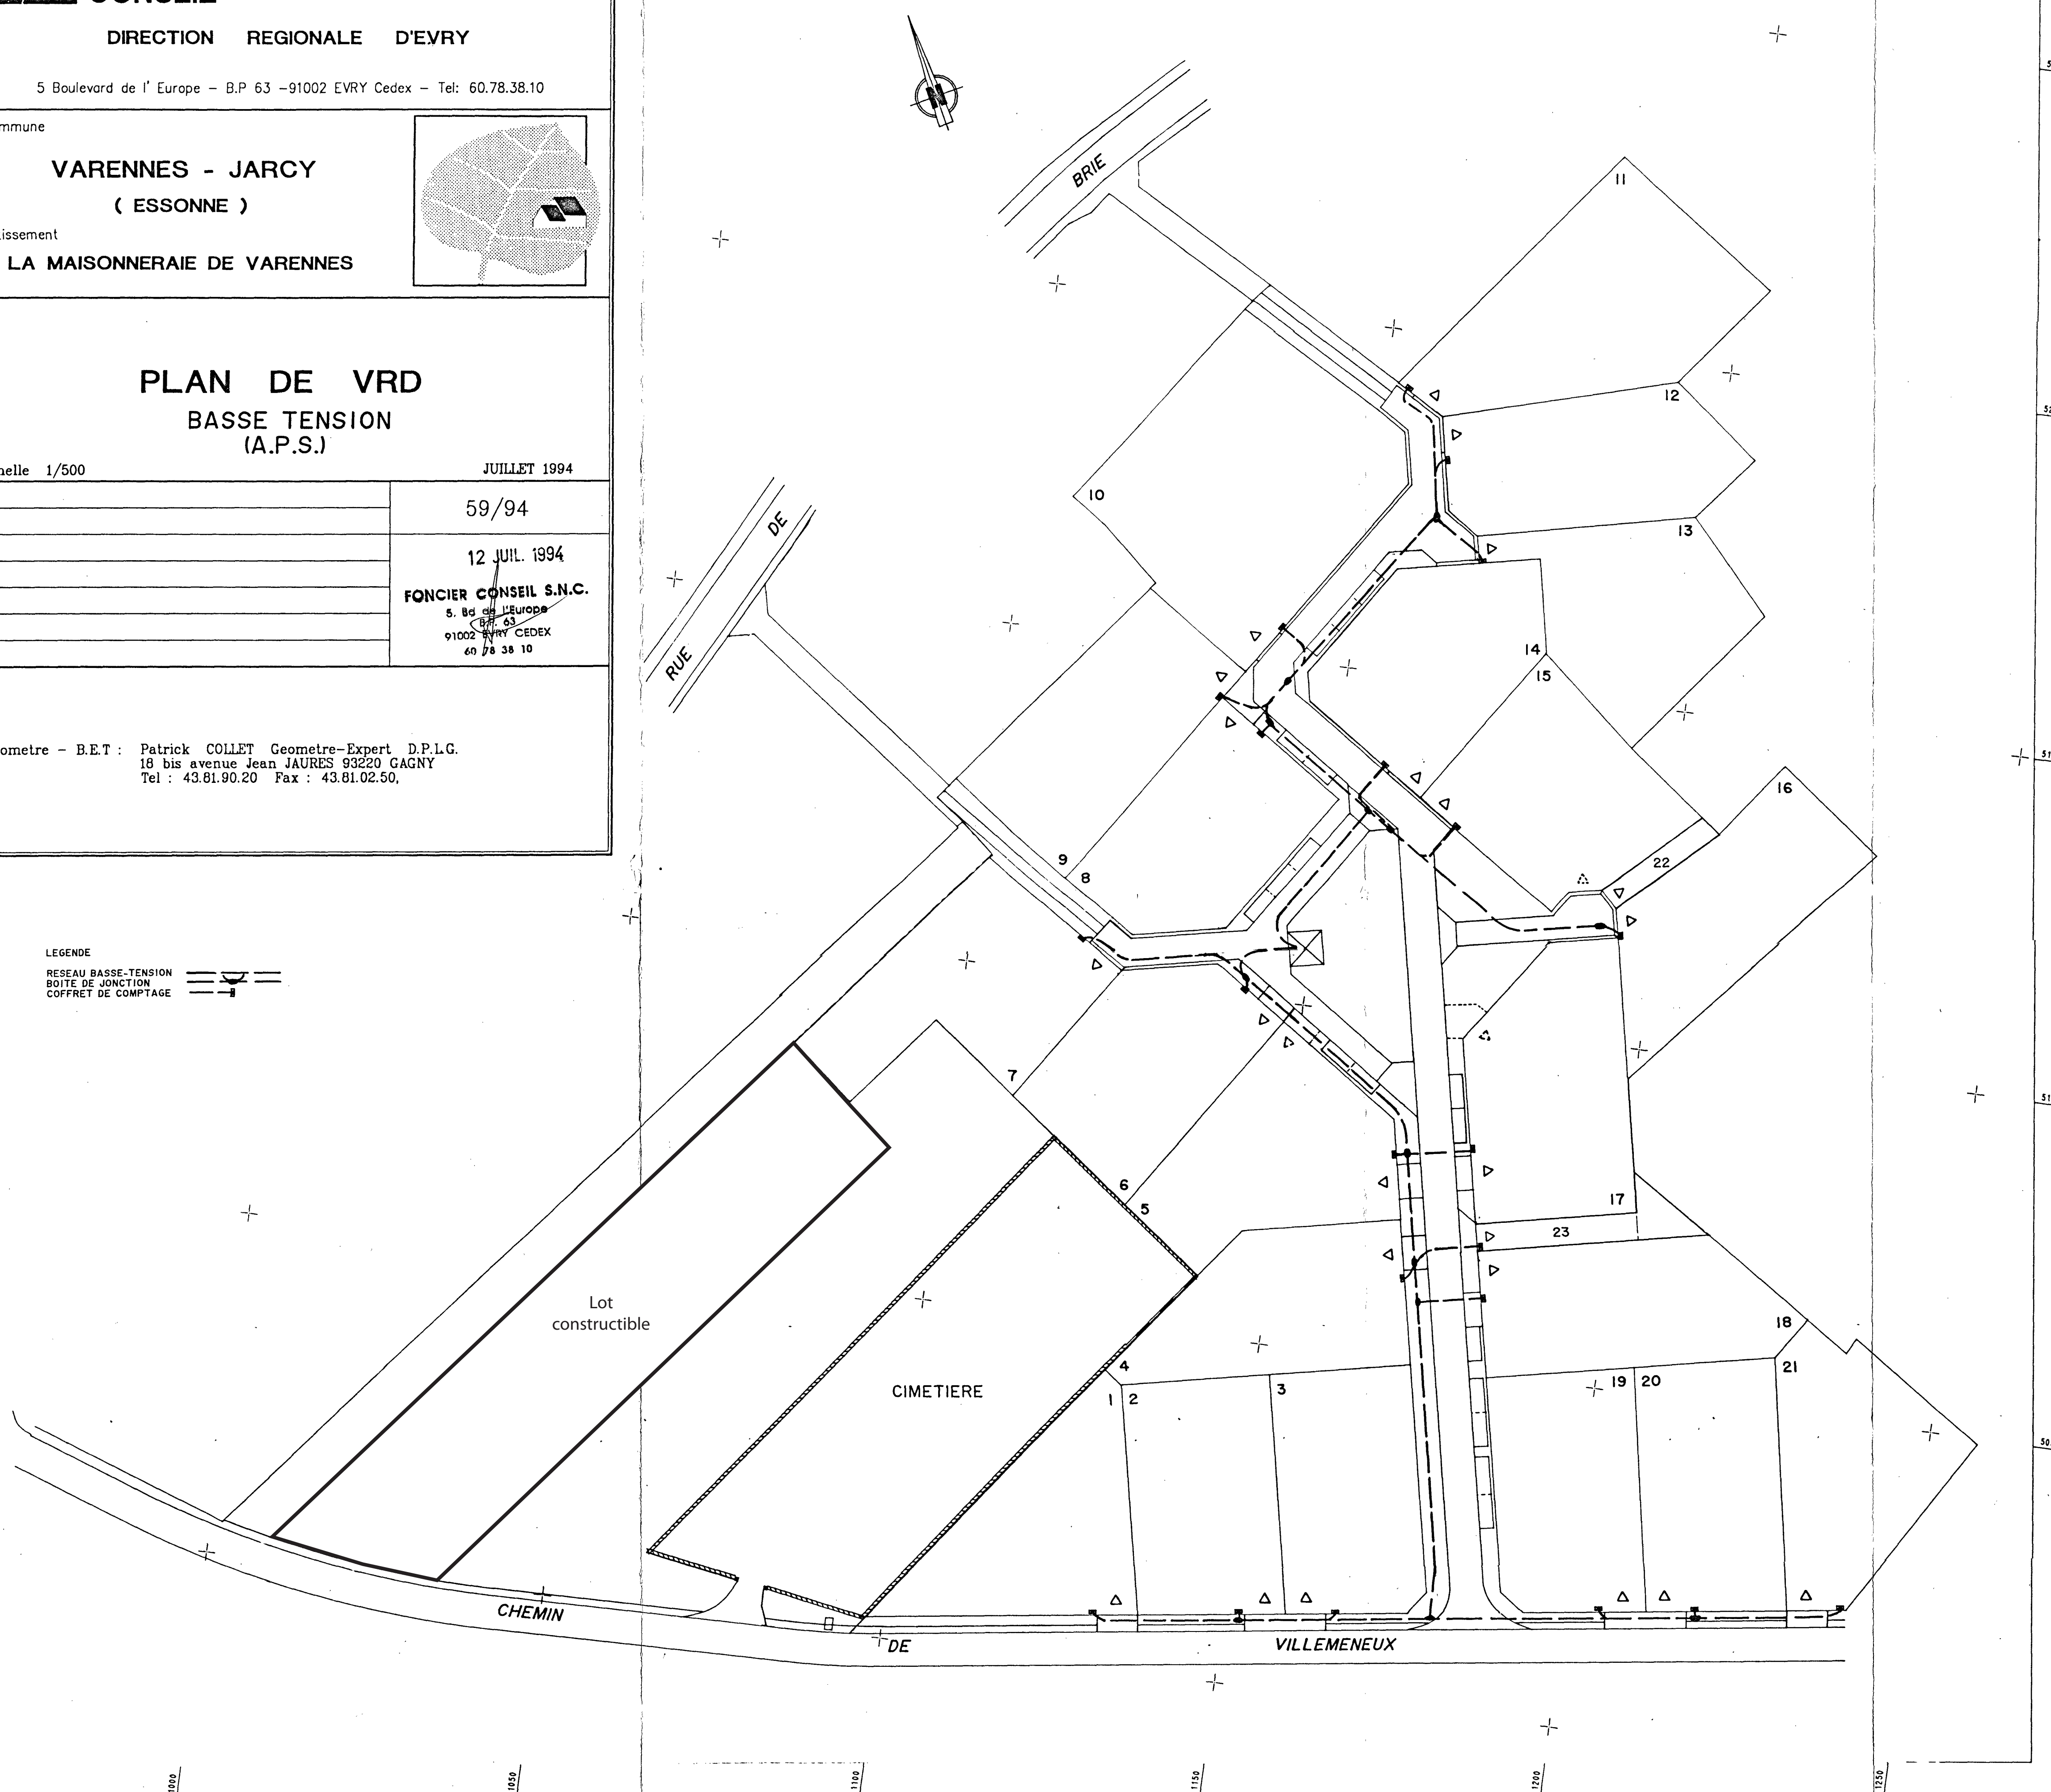 CONSEIL
DIRECTION REGIONALE D'EVRY
5 Boulevard de l' Europe - B.P 63 -91002 EVRY Cedex - Tel: 60.78.38.10
VARENNES - JARCY
( ESSONNE )
LA MAISONNERAIE DE VARENNES
PLAN DE VRD
BASSE TENSION
(A.P.S.)
1/500
JUILLET 1994
59/94
12 JUIL. 1994
FONCIER CONSEIL S.N.C.
5. Bd de l'Europe
B.P. 63
91002 EVRY CEDEX
60 78 38 10
- B.E.T : Patrick COLLET Geometre-Expert D.P.L.G.
18 bis avenue Jean JAURES 93220 GAGNY
Tel : 43.81.90.20 Fax : 43.81.02.50,
LEGENDE
RESEAU BASSE-TENSION
BOITE DE JONCTION
COFFRET DE COMPTAGE
RUE
DE
BRIE
11
12
10
13
14
15
16
22
9
8
7
6
5
17
23
18
4
21
1
2
3
19
20
Lot
constructible
CIMETIERE
CHEMIN
DE
VILLEMENEUX
1000
1050
1100
1150
1200
1250